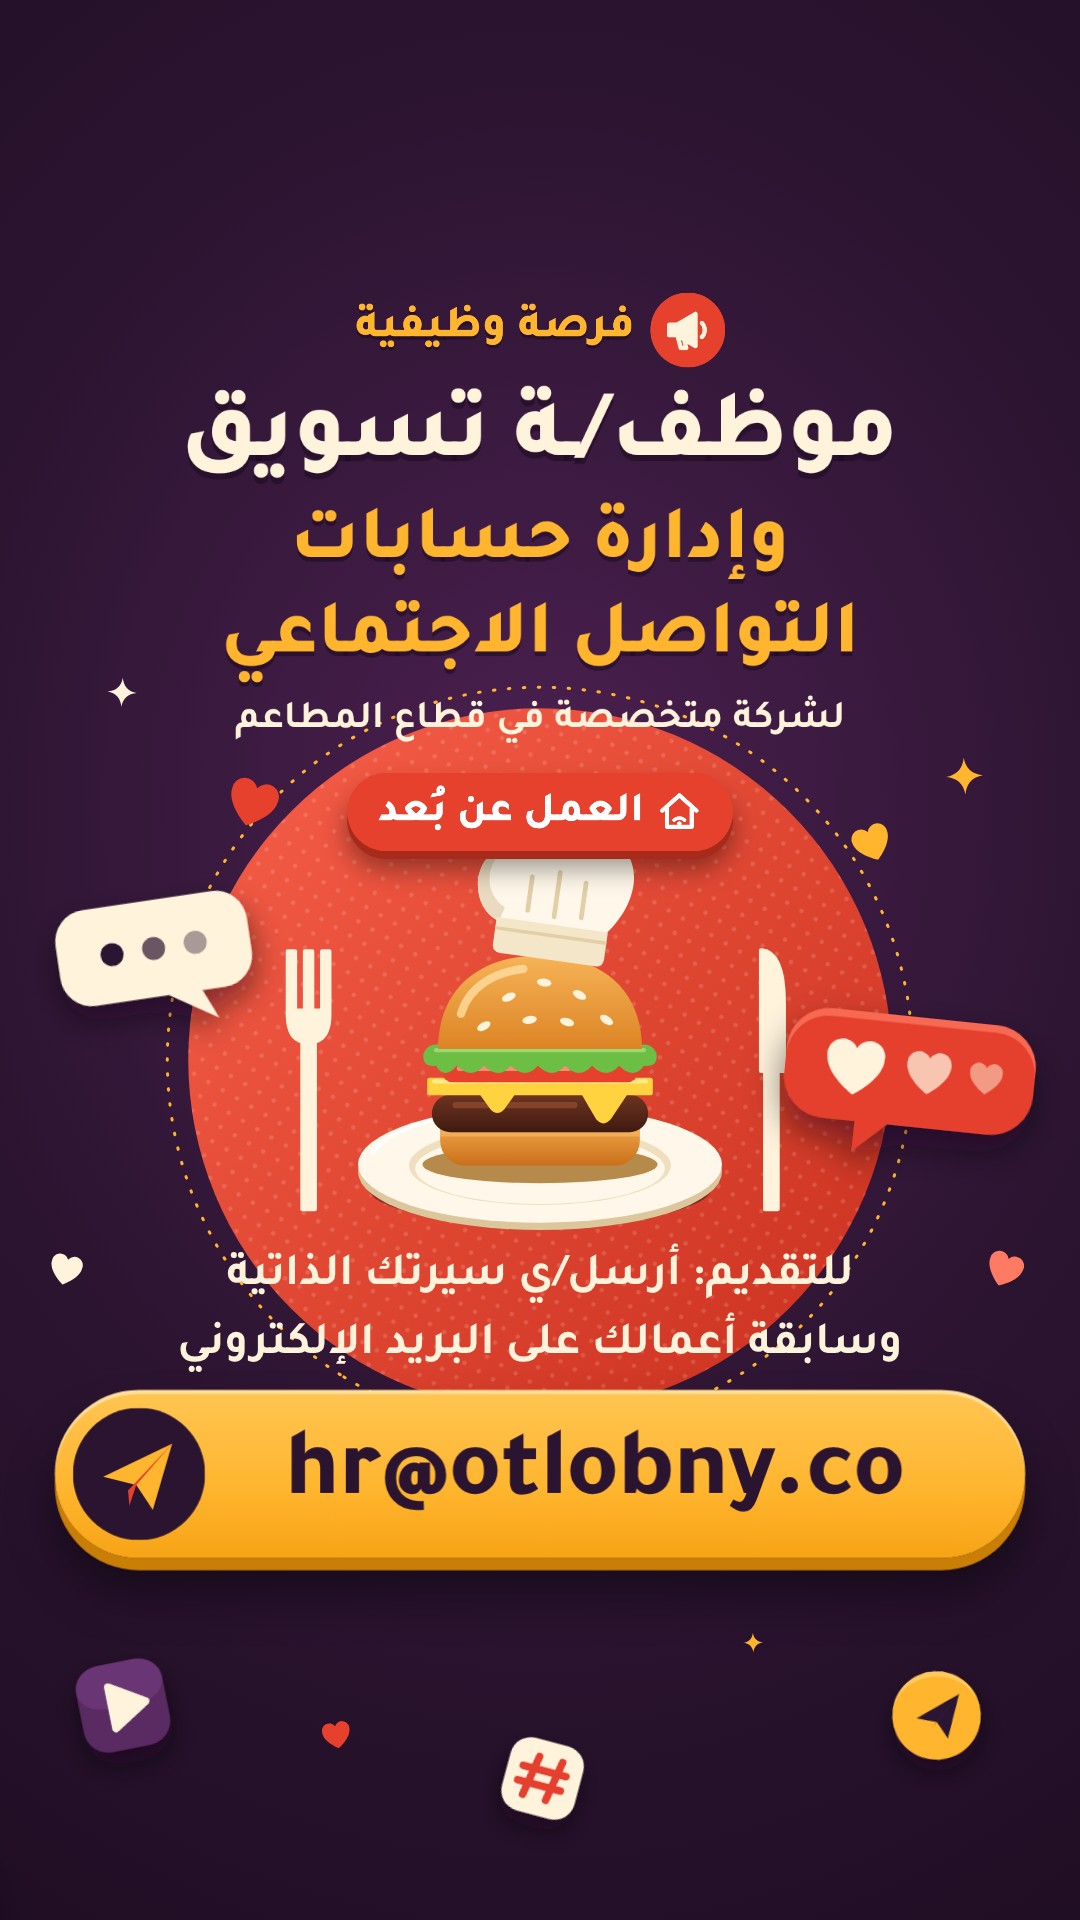 فرصة وظيفية
موظف/ة تسويق
وإدارة حسابات
التواصل الاجتماعي
لشركة متخصصة في قطاع المطاعم
العمل عن بُعد
للتقديم: أرسل/ي سيرتك الذاتية
وسابقة أعمالك على البريد الإلكتروني
hr@otlobny.co
#